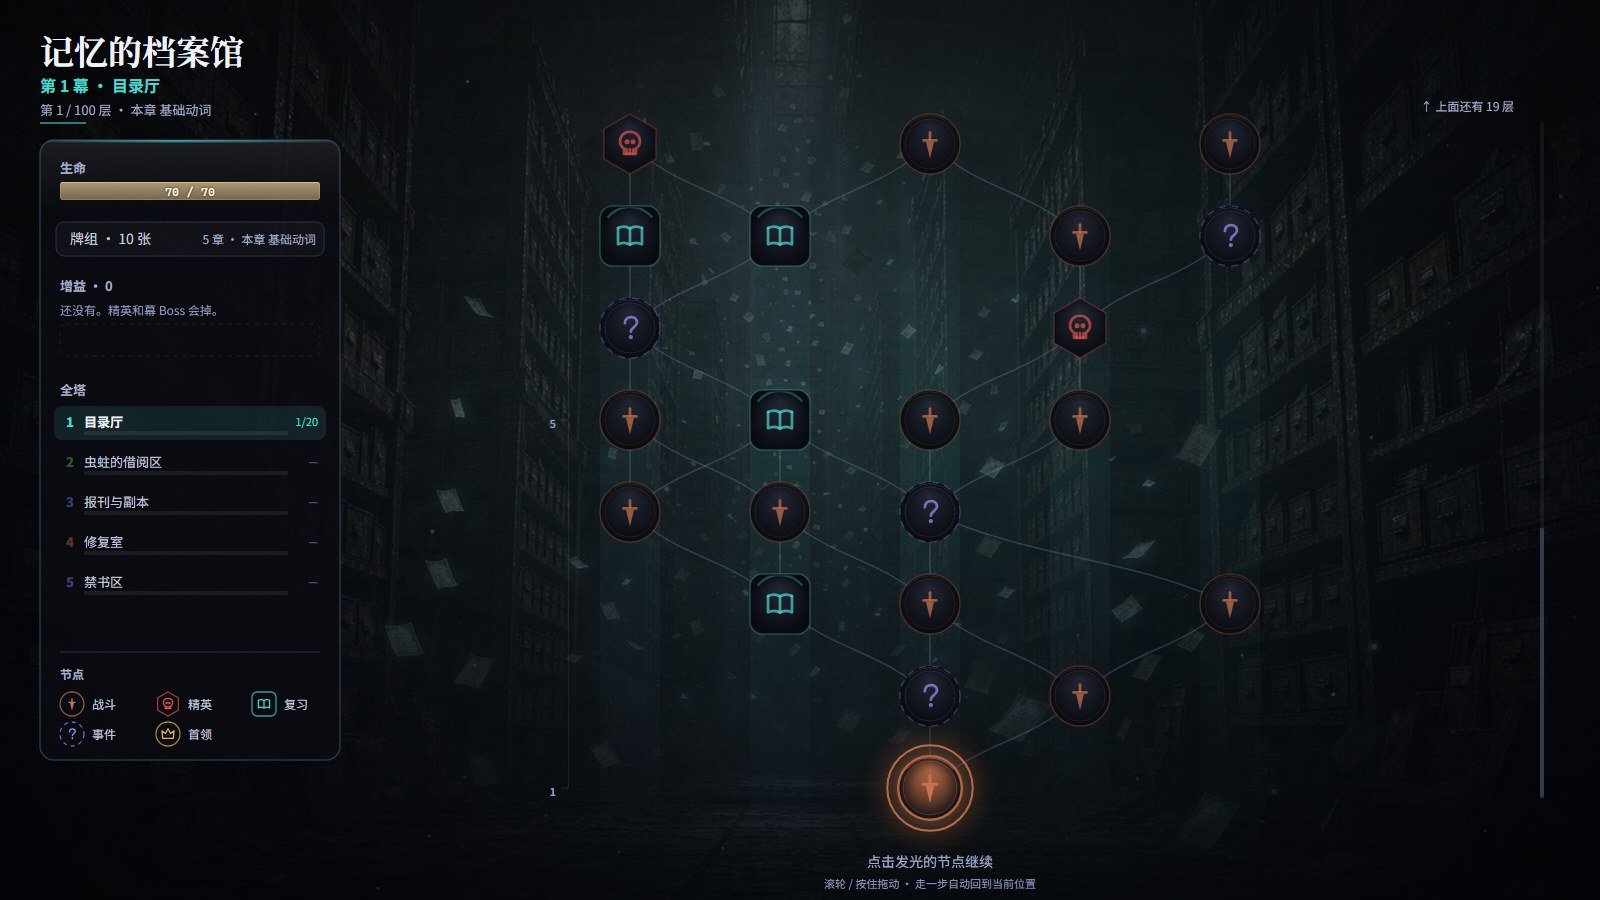 记忆的档案馆
第 1 幕 · 目录厅
第 1 / 100 层 · 本章 基础动词
生命
70 / 70
牌组 · 10 张
5 章 · 本章 基础动词
增益 · 0
还没有。精英和幕 Boss 会掉。
全塔
1 目录厅 1/20
2 虫蛀的借阅区 —
3 报刊与副本 —
4 修复室 —
5 禁书区 —
节点
战斗
精英
复习
? 事件
首领
↑ 上面还有 19 层
?
?
5
?
?
1
点击发光的节点继续
滚轮 / 按住拖动 · 走一步自动回到当前位置